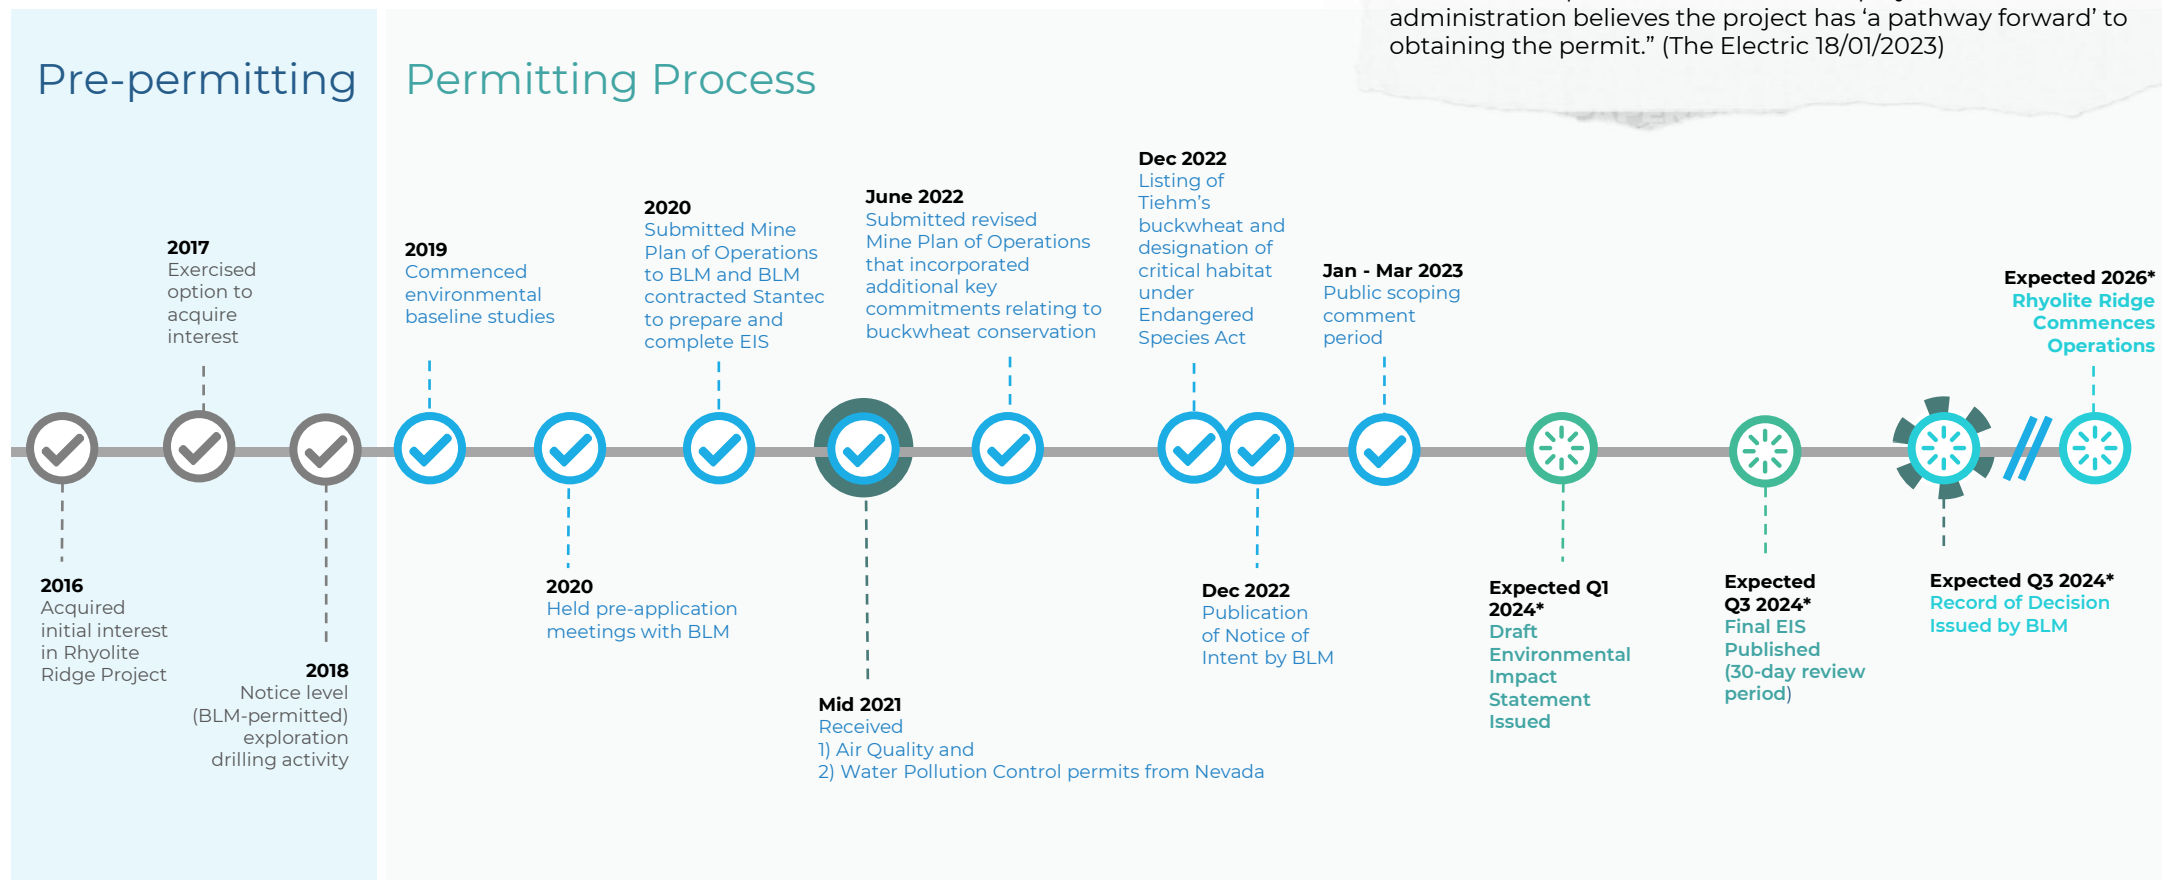 administration believes the project has ‘a pathway forward’ to
obtaining the permit.” (The Electric 18/01/2023)
Pre-permitting
Permitting Process
2016
Acquired
initial interest
in Rhyolite
Ridge Project
2017
Exercised
option to
acquire
interest
2018
Notice level
(BLM-permitted)
exploration
drilling activity
2019
Commenced
environmental
baseline studies
2020
Held pre-application
meetings with BLM
2020
Submitted Mine
Plan of Operations
to BLM and BLM
contracted Stantec
to prepare and
complete EIS
Mid 2021
Received
1) Air Quality and
2) Water Pollution Control permits from Nevada
June 2022
Submitted revised
Mine Plan of Operations
that incorporated
additional key
commitments relating to
buckwheat conservation
Dec 2022
Listing of
Tiehm’s
buckwheat and
designation of
critical habitat
under
Endangered
Species Act
Dec 2022
Publication
of Notice of
Intent by BLM
Jan - Mar 2023
Public scoping
comment
period
Expected Q1
2024*
Draft
Environmental
Impact
Statement
Issued
Expected
Q3 2024*
Final EIS
Published
(30-day review
period)
Expected Q3 2024*
Record of Decision
Issued by BLM
Expected 2026*
Rhyolite Ridge
Commences
Operations